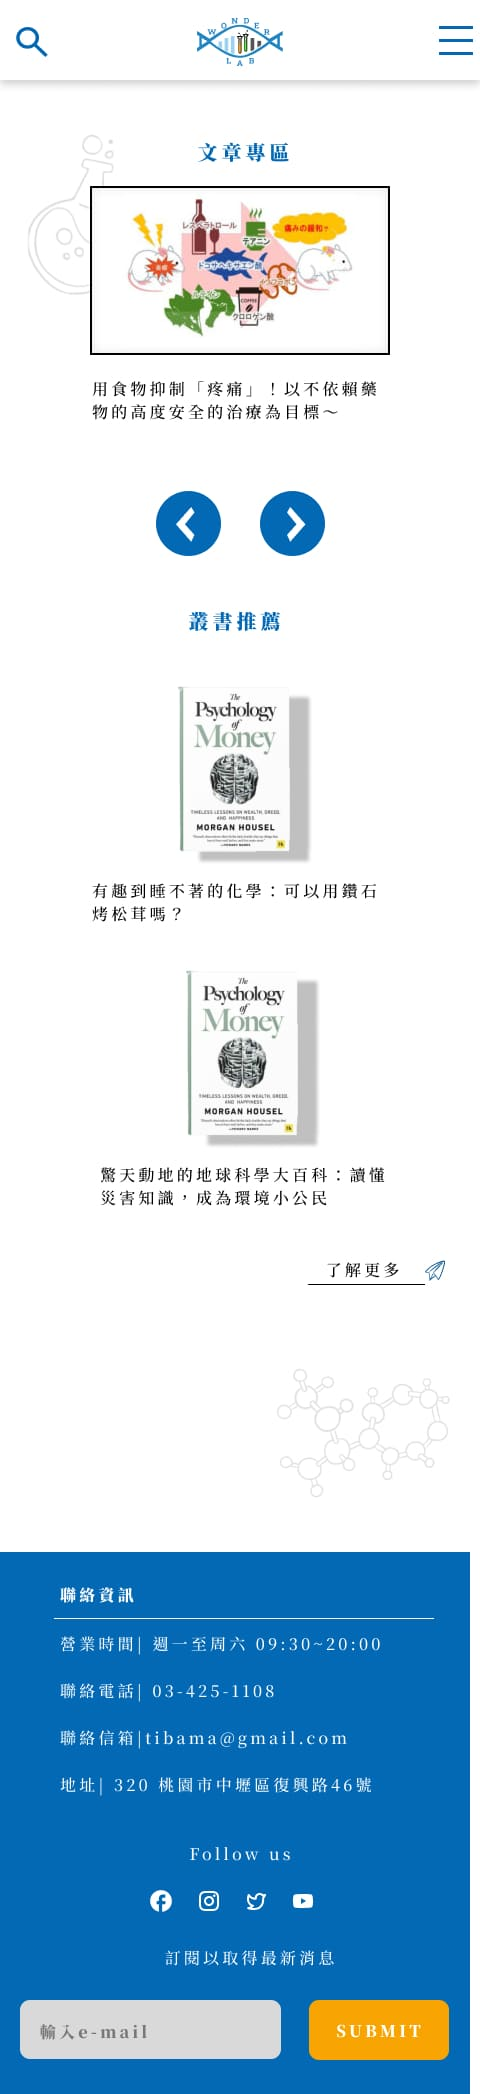 WONDER
LAB
文章專區
レスベラトロール
テアニン
痛みの緩和?
ドコサヘキサエン酸
イソフラボン
ルテイン
COFFEE
クロロゲン酸
用食物抑制「疼痛」！以不依賴藥
物的高度安全的治療為目標～
叢書推薦
The
Psychology
of
Money
TIMELESS LESSONS ON WEALTH, GREED,
AND HAPPINESS
MORGAN HOUSEL
有趣到睡不著的化學：可以用鑽石
烤松茸嗎？
The
Psychology
of
Money
TIMELESS LESSONS ON WEALTH, GREED,
AND HAPPINESS
MORGAN HOUSEL
驚天動地的地球科學大百科：讀懂
災害知識，成為環境小公民
了解更多
聯絡資訊
營業時間| 週一至周六 09:30~20:00
聯絡電話| 03-425-1108
聯絡信箱|tibama@gmail.com
地址| 320 桃園市中壢區復興路46號
Follow us
訂閱以取得最新消息
輸入e-mail
SUBMIT